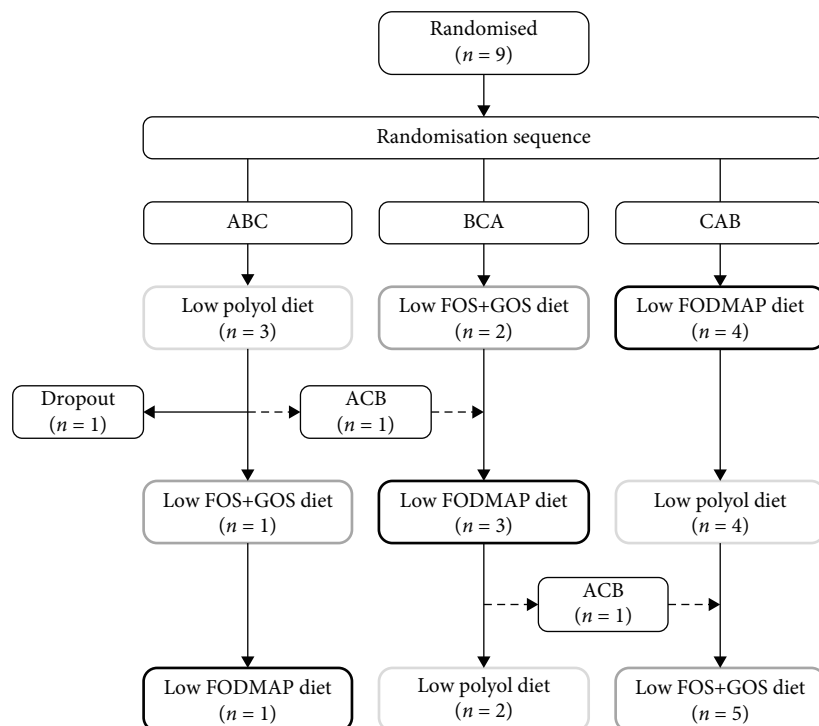 Randomised
(n = 9)
Randomisation sequence
ABC
BCA
CAB
Low polyol diet
(n = 3)
Low FOS+GOS diet
(n = 2)
Low FODMAP diet
(n = 4)
Dropout
(n = 1)
ACB
(n = 1)
Low FOS+GOS diet
(n = 1)
Low FODMAP diet
(n = 3)
Low polyol diet
(n = 4)
ACB
(n = 1)
Low FODMAP diet
(n = 1)
Low polyol diet
(n = 2)
Low FOS+GOS diet
(n = 5)